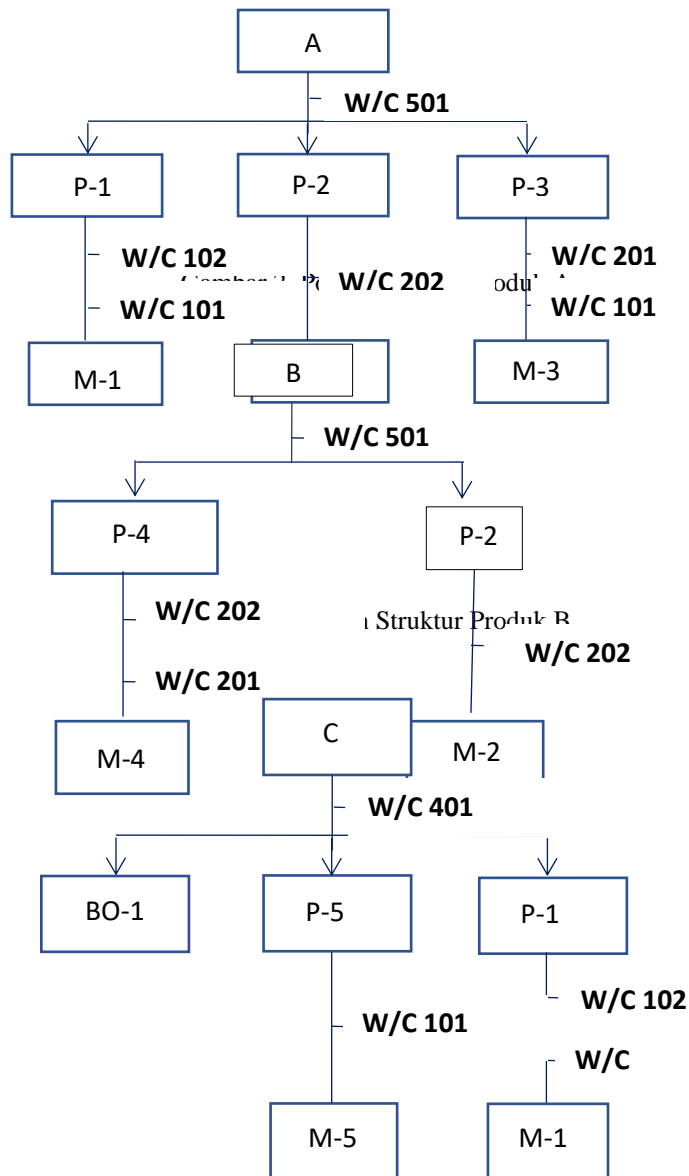 A
W/C 501
P-1 P-2 P-3
W/C 102 W/C 202 W/C 201
oduk
W/C 101 W/C 101
M-1 B M-3
W/C 501
P-4 P-2
W/C 202
Struktur Produk B
W/C 202
W/C 201
C
M-4 M-2
W/C 401
BO-1 P-5 P-1
W/C 102
W/C 101
W/C
M-5 M-1